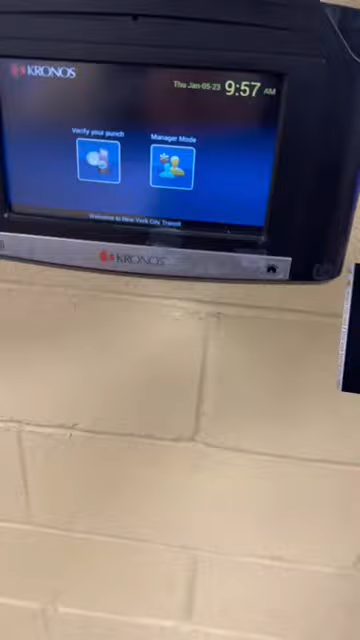 KRONOS
Thu Jan-05-23 9:57 AM
Verify your punch
Manager Mode
Welcome to New York City Transit
KRONOS